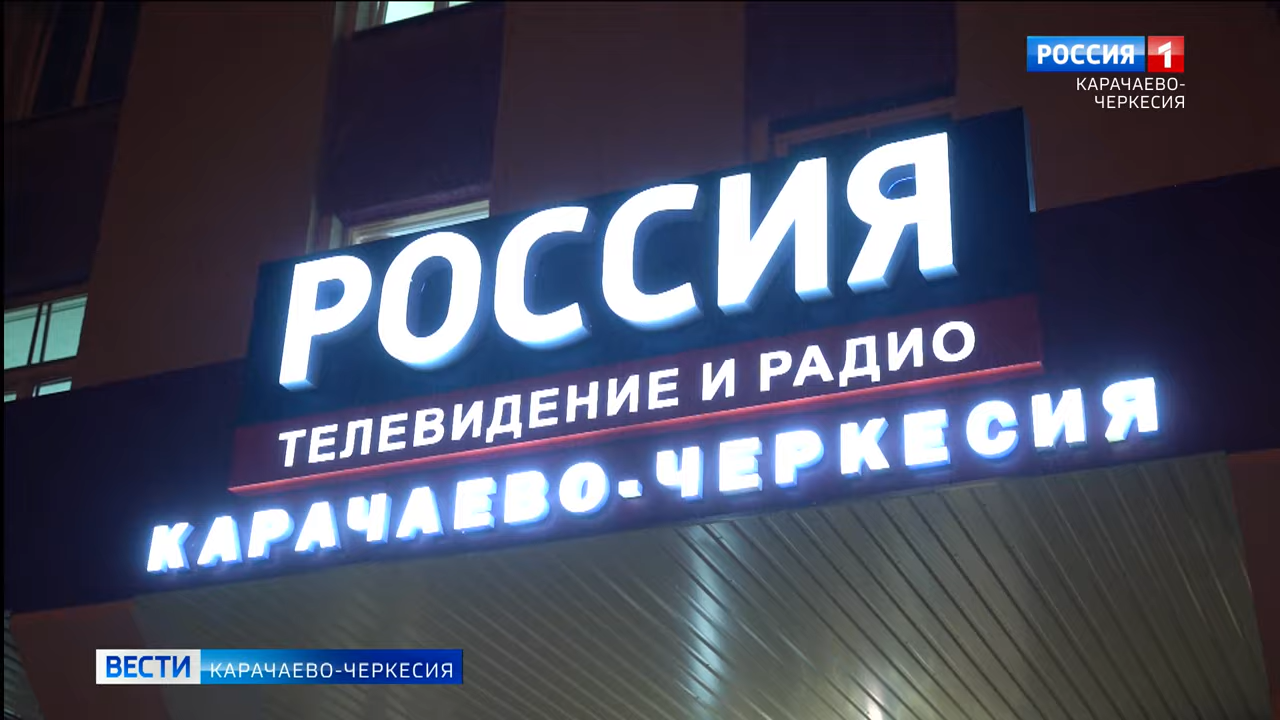 РОССИЯ 1
КАРАЧАЕВО-
ЧЕРКЕСИЯ
РОССИЯ
ТЕЛЕВИДЕНИЕ И РАДИО
КАРАЧАЕВО-ЧЕРКЕСИЯ
ВЕСТИ КАРАЧАЕВО-ЧЕРКЕСИЯ